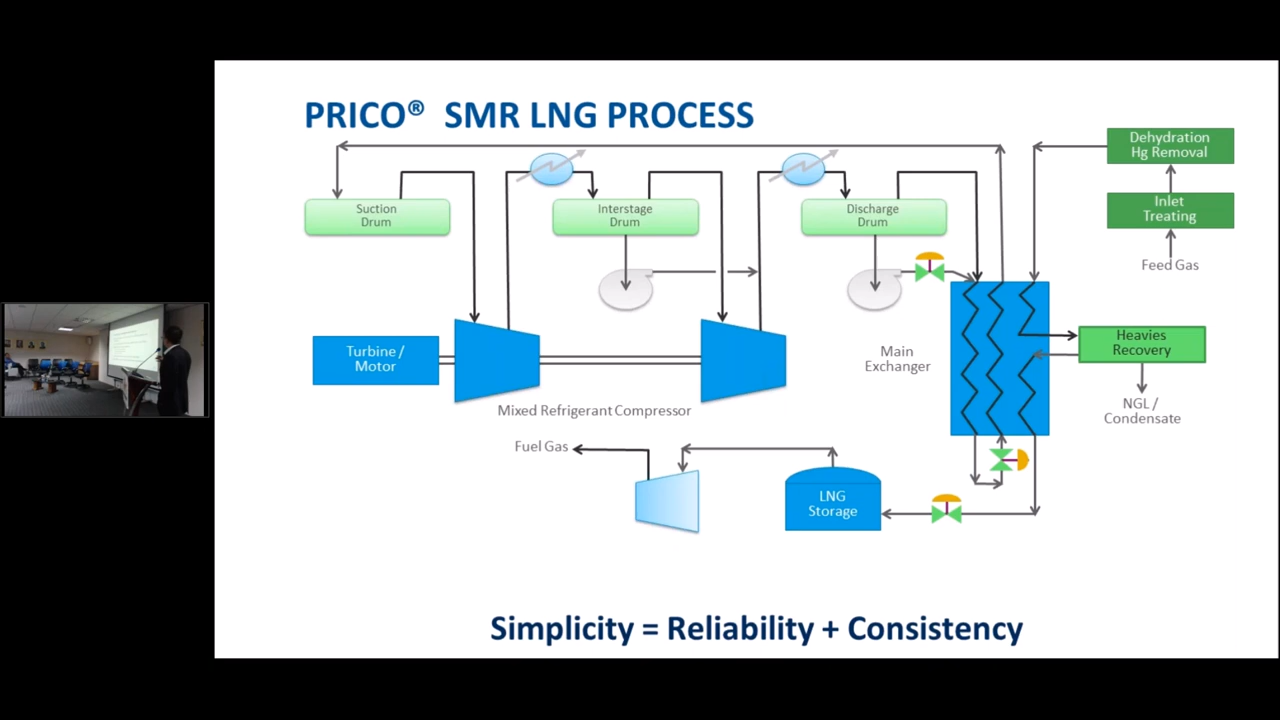 PRICO® SMR LNG PROCESS
Dehydration
Hg Removal
Suction
Drum
Interstage
Drum
Discharge
Drum
Inlet
Treating
Feed Gas
Turbine /
Motor
Main
Exchanger
Heavies
Recovery
Mixed Refrigerant Compressor
NGL /
Condensate
Fuel Gas
LNG
Storage
Simplicity = Reliability + Consistency